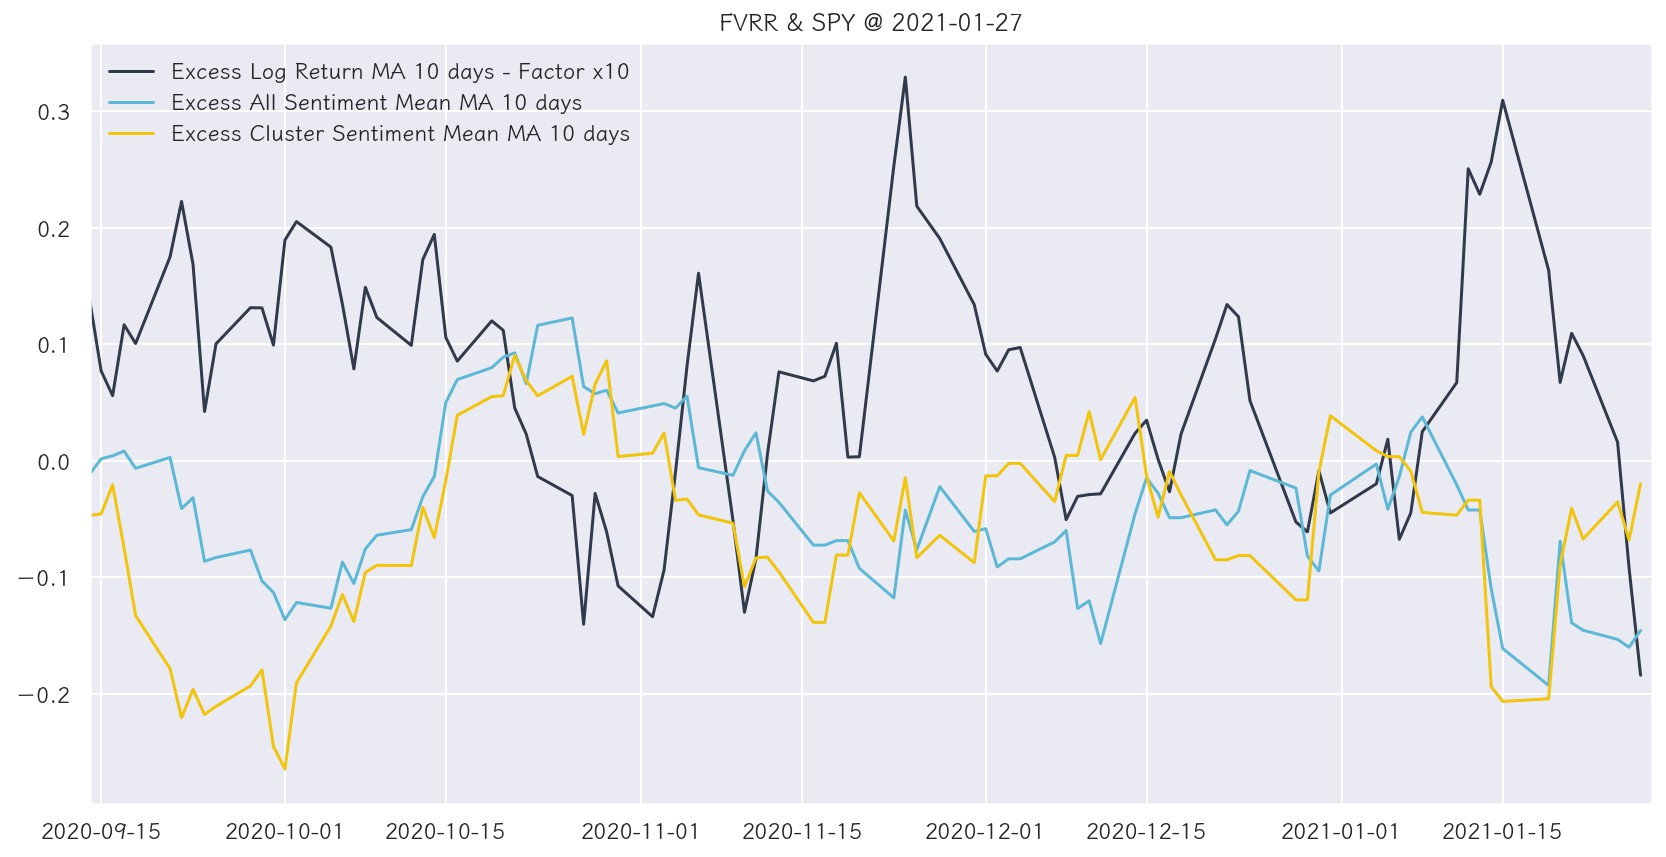 FVRR & SPY @ 2021-01-27
Excess Log Return MA 10 days - Factor x10
Excess All Sentiment Mean MA 10 days
Excess Cluster Sentiment Mean MA 10 days
0.3
0.2
0.1
0.0
−0.1
−0.2
2020-09-15 2020-10-01 2020-10-15 2020-11-01 2020-11-15 2020-12-01 2020-12-15 2021-01-01 2021-01-15